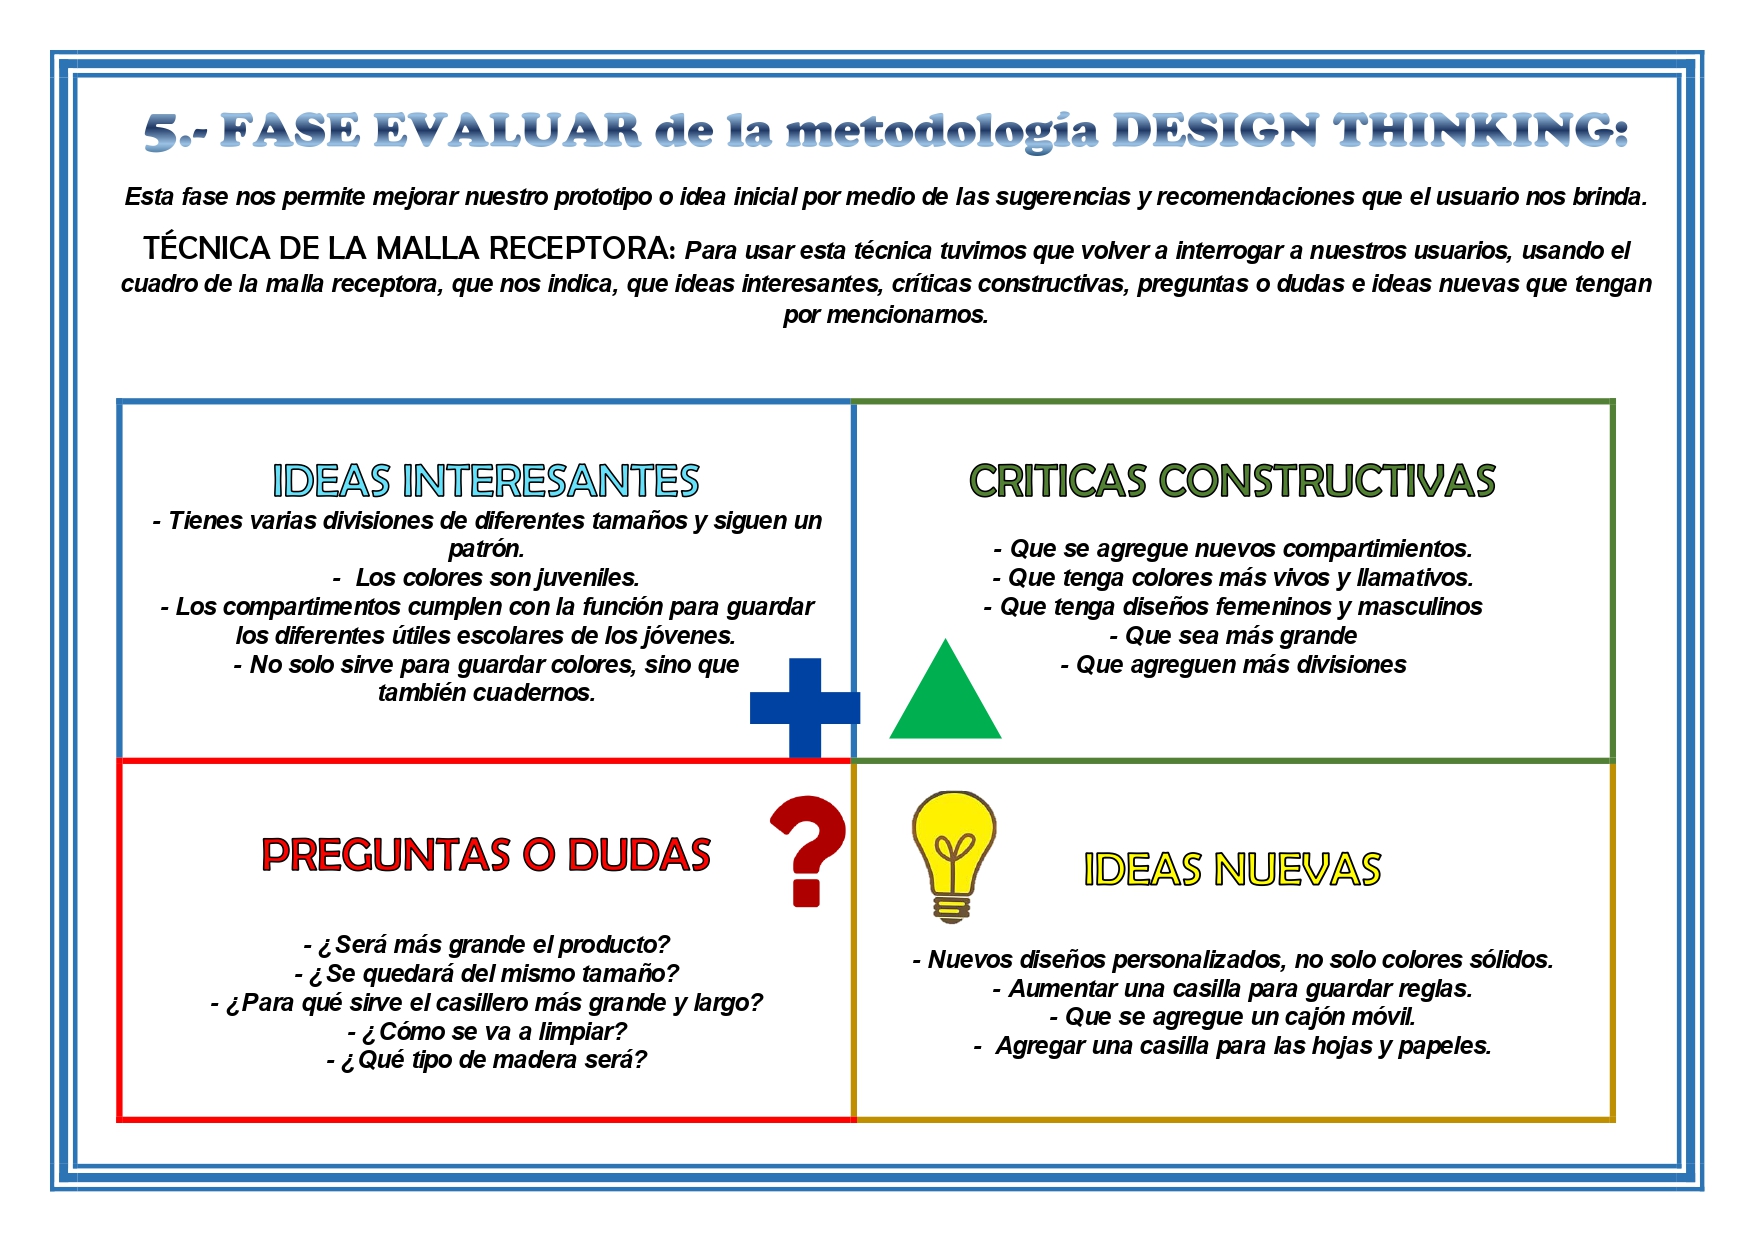 5.- FASE EVALUAR de la metodología DESIGN THINKING:
Esta fase nos permite mejorar nuestro prototipo o idea inicial por medio de las sugerencias y recomendaciones que el usuario nos brinda.
TÉCNICA DE LA MALLA RECEPTORA: Para usar esta técnica tuvimos que volver a interrogar a nuestros usuarios, usando el
cuadro de la malla receptora, que nos indica, que ideas interesantes, críticas constructivas, preguntas o dudas e ideas nuevas que tengan
por mencionarnos.
IDEAS INTERESANTES
- Tienes varias divisiones de diferentes tamaños y siguen un
patrón.
- Los colores son juveniles.
- Los compartimentos cumplen con la función para guardar
los diferentes útiles escolares de los jóvenes.
- No solo sirve para guardar colores, sino que
también cuadernos.
CRITICAS CONSTRUCTIVAS
- Que se agregue nuevos compartimientos.
- Que tenga colores más vivos y llamativos.
- Que tenga diseños femeninos y masculinos
- Que sea más grande
- Que agreguen más divisiones
PREGUNTAS O DUDAS
?
- ¿Será más grande el producto?
- ¿Se quedará del mismo tamaño?
- ¿Para qué sirve el casillero más grande y largo?
- ¿Cómo se va a limpiar?
- ¿Qué tipo de madera será?
IDEAS NUEVAS
- Nuevos diseños personalizados, no solo colores sólidos.
- Aumentar una casilla para guardar reglas.
- Que se agregue un cajón móvil.
- Agregar una casilla para las hojas y papeles.